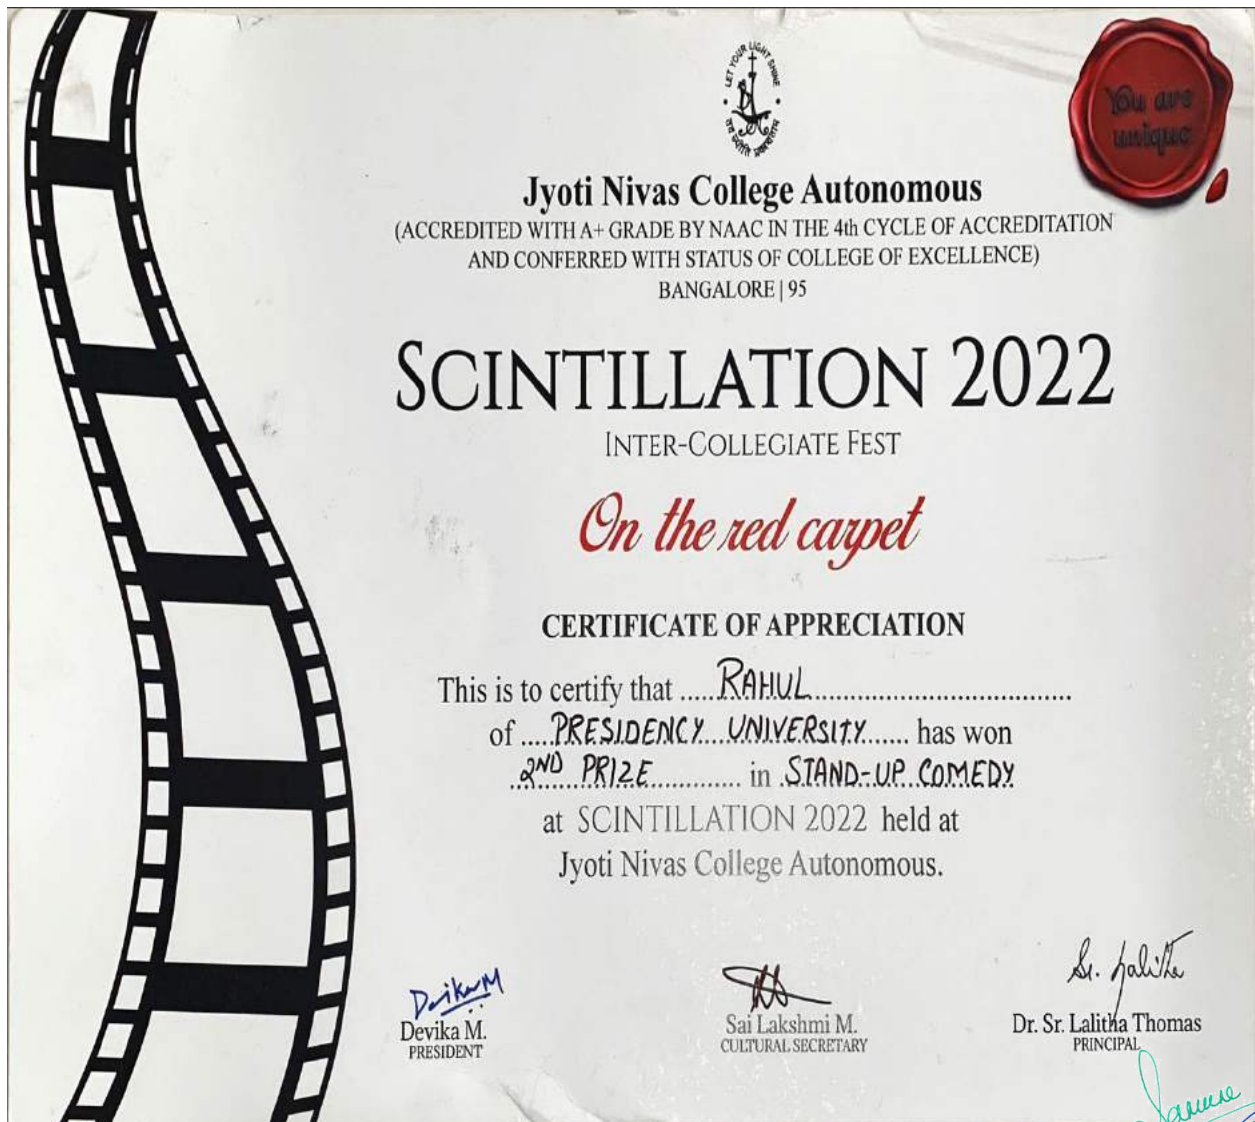 LET YOUR LIGHT SHINE
You are
unique
Jyoti Nivas College Autonomous
(ACCREDITED WITH A+ GRADE BY NAAC IN THE 4th CYCLE OF ACCREDITATION
AND CONFERRED WITH STATUS OF COLLEGE OF EXCELLENCE)
BANGALORE | 95
SCINTILLATION 2022
INTER-COLLEGIATE FEST
On the red carpet
CERTIFICATE OF APPRECIATION
This is to certify that .....RAHUL.....
of .....PRESIDENCY UNIVERSITY..... has won
2ND PRIZE..... in .STAND-UP COMEDY
at SCINTILLATION 2022 held at
Jyoti Nivas College Autonomous.
Devika M
Sr. Lalitha
Devika M.
PRESIDENT
Sai Lakshmi M.
CULTURAL SECRETARY
Dr. Sr. Lalitha Thomas
PRINCIPAL